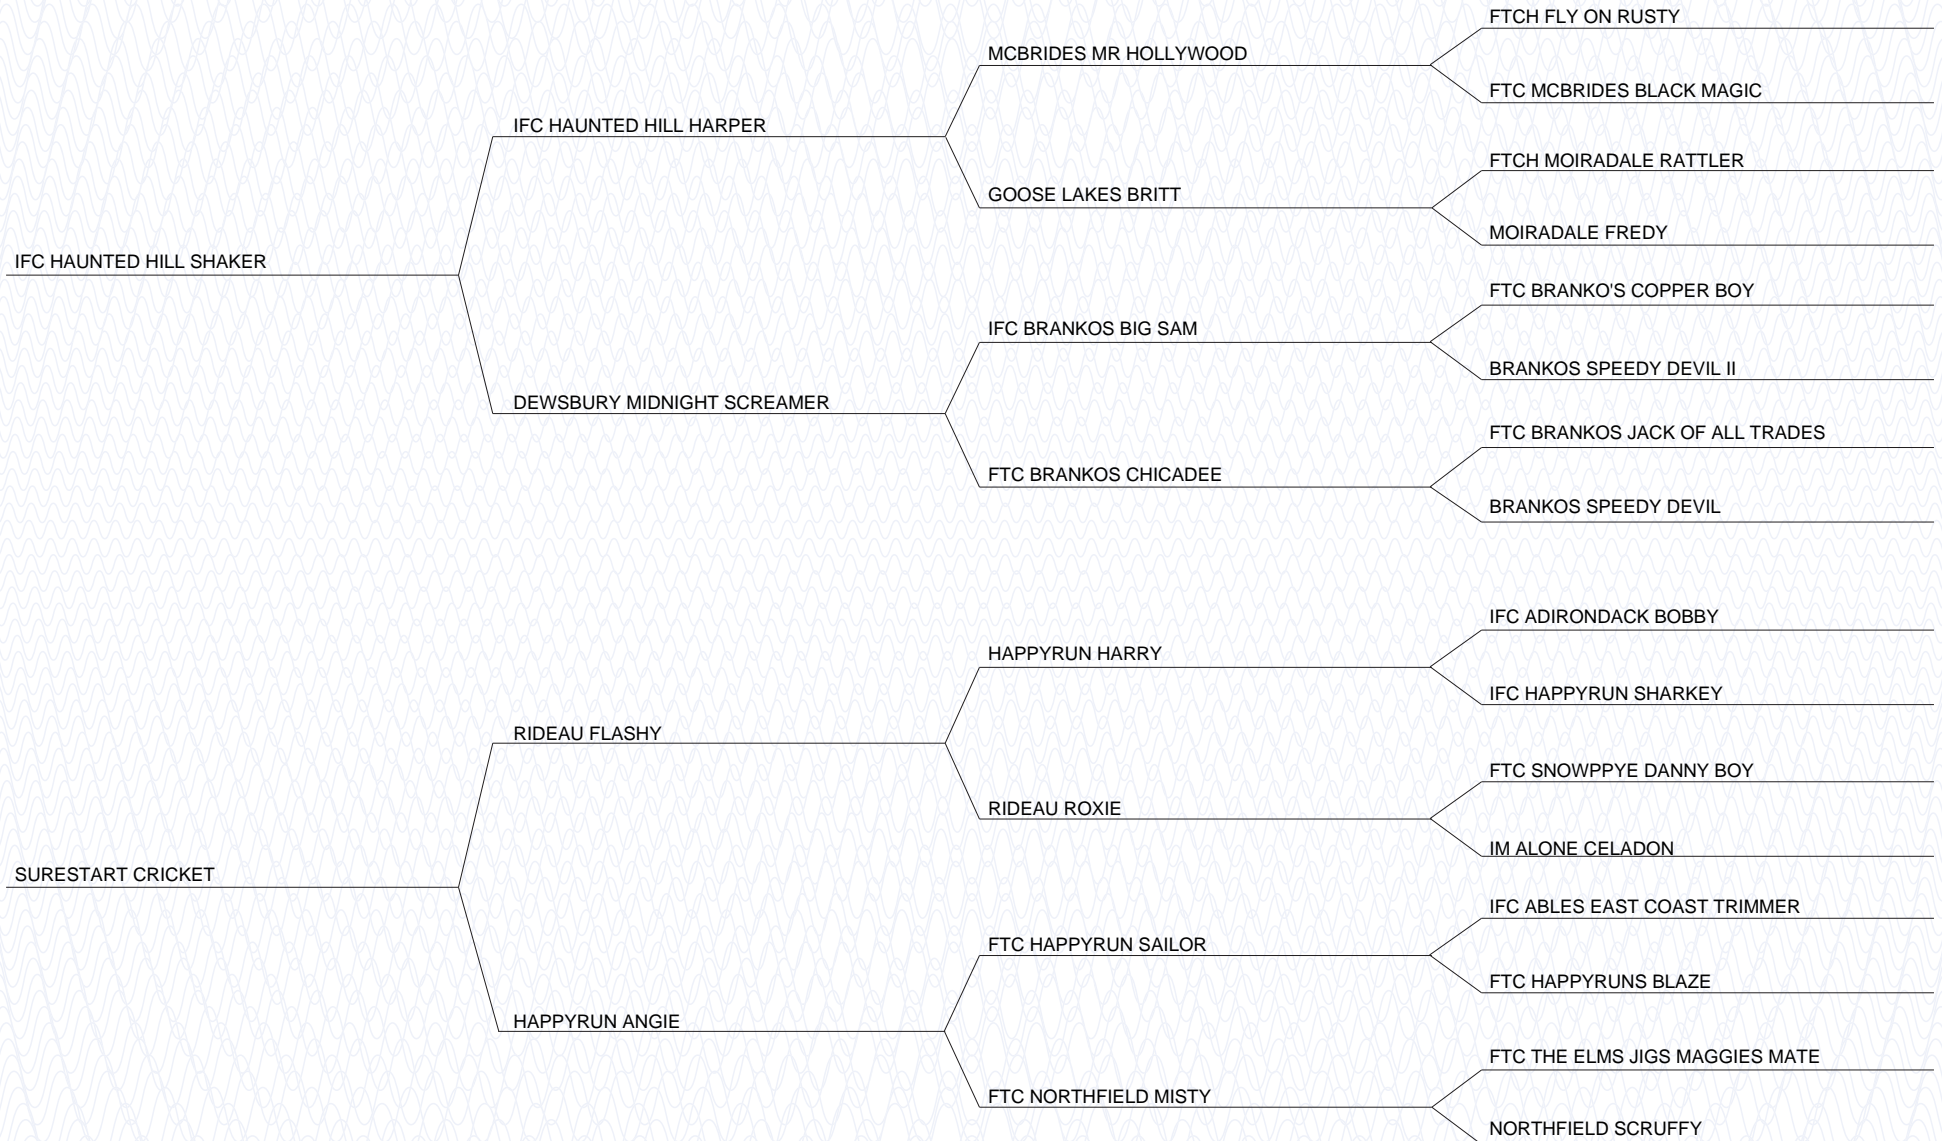 FTCH FLY ON RUSTY
MCBRIDES MR HOLLYWOOD
FTC MCBRIDES BLACK MAGIC
IFC HAUNTED HILL HARPER
FTCH MOIRADALE RATTLER
GOOSE LAKES BRITT
MOIRADALE FREDY
IFC HAUNTED HILL SHAKER
FTC BRANKO'S COPPER BOY
IFC BRANKOS BIG SAM
BRANKOS SPEEDY DEVIL II
DEWSBURY MIDNIGHT SCREAMER
FTC BRANKOS JACK OF ALL TRADES
FTC BRANKOS CHICADEE
BRANKOS SPEEDY DEVIL
IFC ADIRONDACK BOBBY
HAPPYRUN HARRY
IFC HAPPYRUN SHARKEY
RIDEAU FLASHY
FTC SNOWPPYE DANNY BOY
RIDEAU ROXIE
IM ALONE CELADON
SURESTART CRICKET
IFC ABLES EAST COAST TRIMMER
FTC HAPPYRUN SAILOR
FTC HAPPYRUNS BLAZE
HAPPYRUN ANGIE
FTC THE ELMS JIGS MAGGIES MATE
FTC NORTHFIELD MISTY
NORTHFIELD SCRUFFY